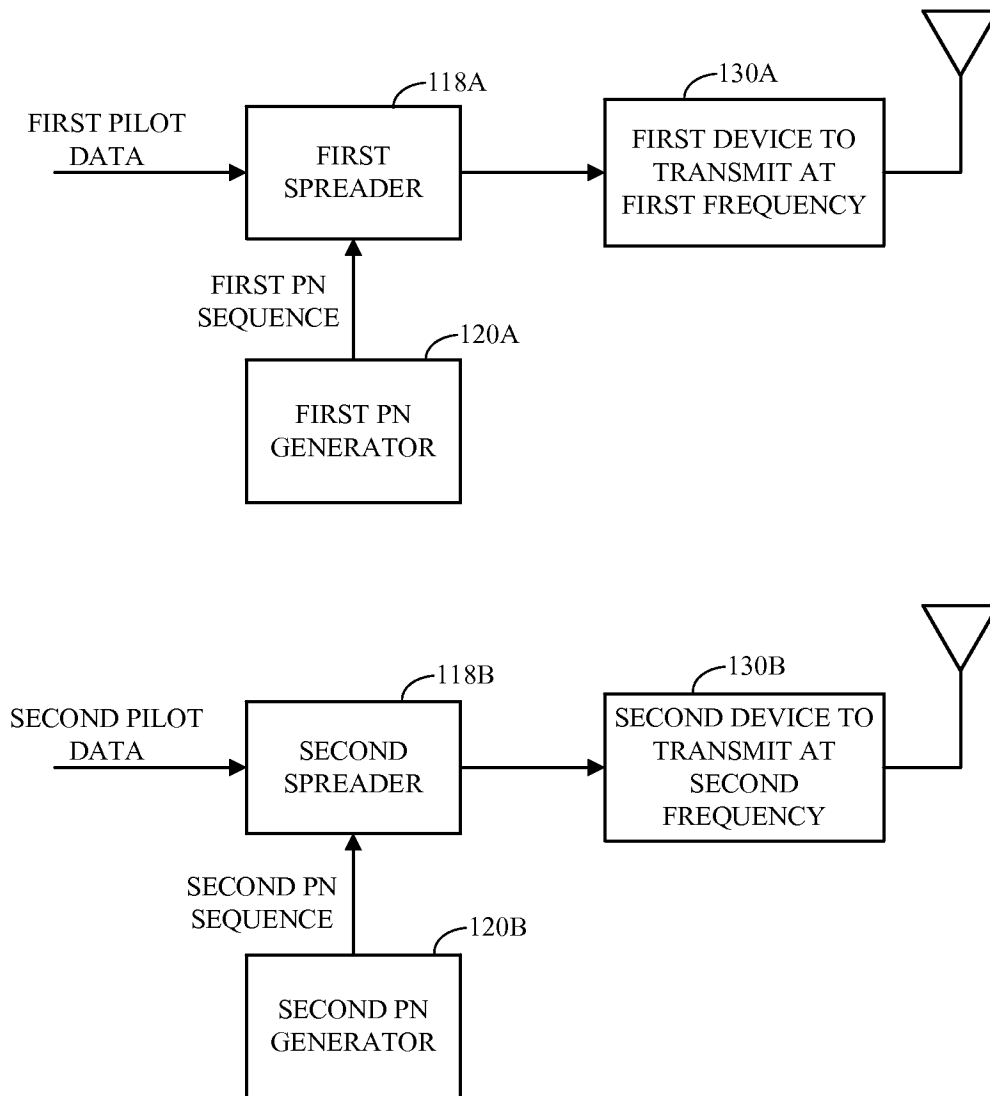 118A
130A
FIRST PILOT
DATA
FIRST
SPREADER
FIRST DEVICE TO
TRANSMIT AT
FIRST FREQUENCY
FIRST PN
SEQUENCE
120A
FIRST PN
GENERATOR
118B
130B
SECOND PILOT
DATA
SECOND
SPREADER
SECOND DEVICE TO
TRANSMIT AT
SECOND
FREQUENCY
SECOND PN
SEQUENCE
120B
SECOND PN
GENERATOR